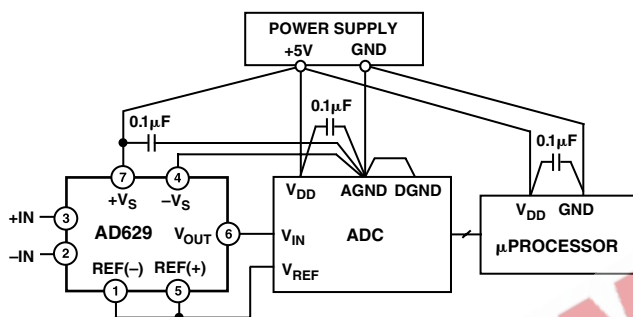 POWER SUPPLY
+5V GND
0.1µF
0.1µF
0.1µF
7 4
+VS −VS
VDD AGND DGND
VDD GND
+IN 3
AD629
VOUT 6
VIN
ADC
µPROCESSOR
−IN 2
REF(−) REF(+)
VREF
1 5